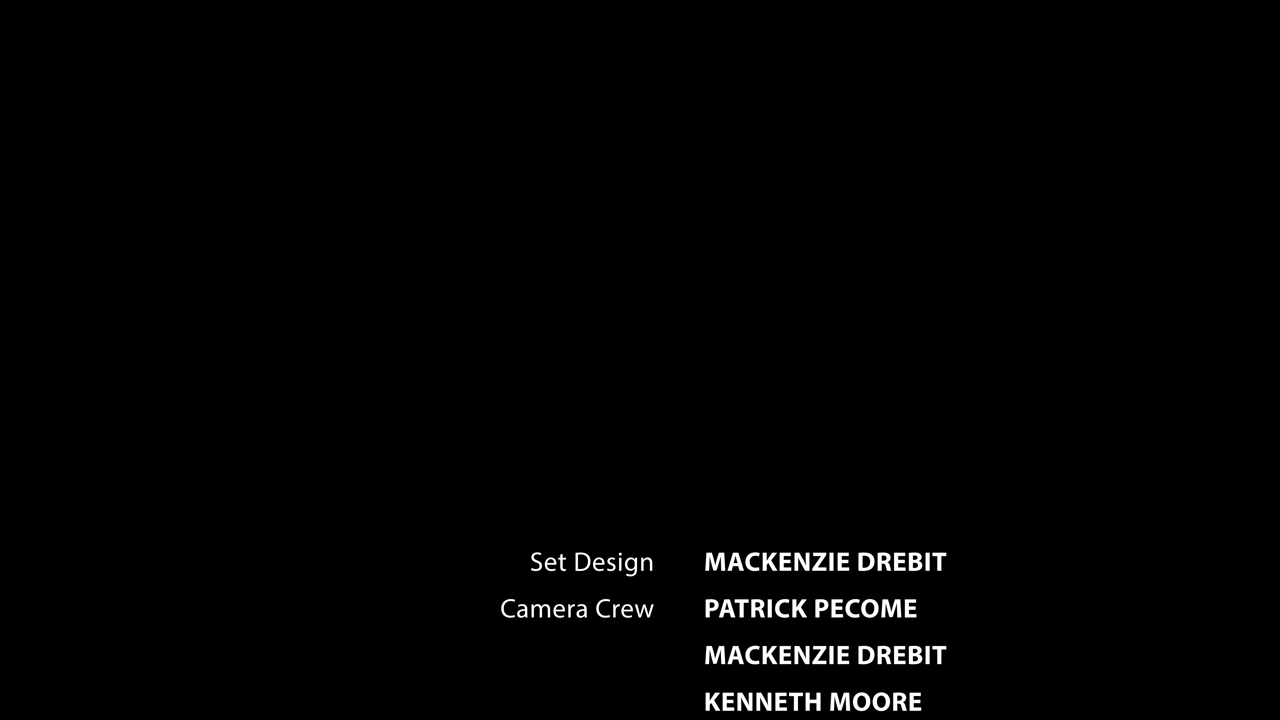 Set Design MACKENZIE DREBIT
Camera Crew PATRICK PECOME
MACKENZIE DREBIT
KENNETH MOORE